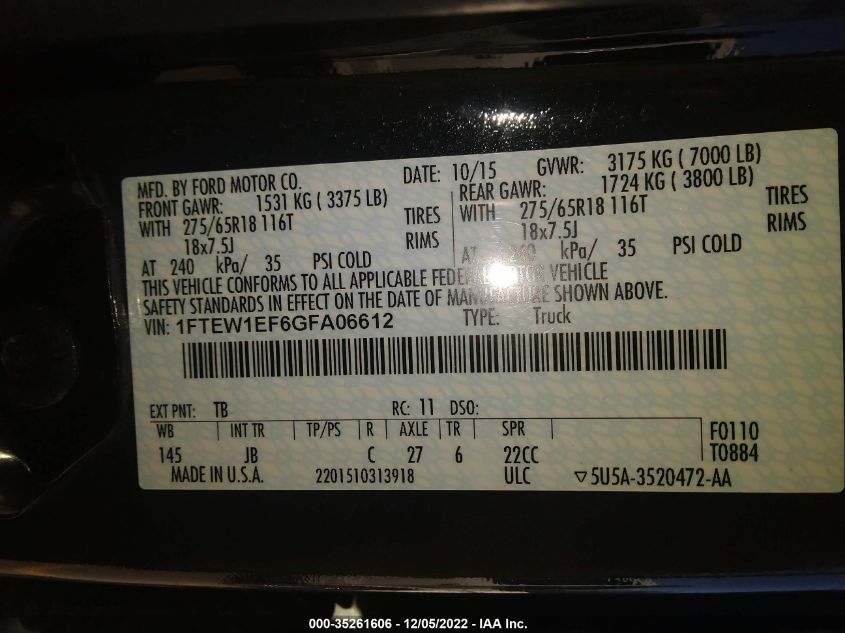 MFD. BY FORD MOTOR CO. DATE: 10/15 GVWR: 3175 KG ( 7000 LB)
FRONT GAWR: 1531 KG ( 3375 LB) REAR GAWR: 1724 KG ( 3800 LB)
WITH 275/65R18 116T TIRES WITH 275/65R18 116T TIRES
18x7.5J RIMS 18x7.5J RIMS
AT 240 kPa/ 35 PSI COLD AT 240 kPa/ 35 PSI COLD
THIS VEHICLE CONFORMS TO ALL APPLICABLE FEDERAL MOTOR VEHICLE
SAFETY STANDARDS IN EFFECT ON THE DATE OF MANUFACTURE SHOWN ABOVE.
VIN: 1FTEW1EF6GFA06612 TYPE: Truck
EXT PNT: TB RC: 11 DSO:
WB INT TR TP/PS R AXLE TR SPR F0110
145 JB C 27 6 22CC T0884
MADE IN U.S.A. 2201510313918 ULC ▽5U5A-3520472-AA
000-35261606 - 12/05/2022 - IAA Inc.